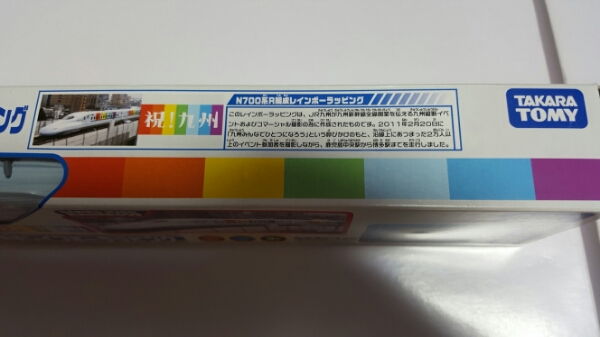 ング
祝!九州
N700系R編成レインボーラッピング
このレインボーラッピングは、JR九州が九州新幹線全線開業を伝える九州縦断イベ
ントおよびコマーシャル撮影の為に作成されたものです。2011年2月20日に
「九州みんなでひとつになろう」という呼びかけのもと、沿線にあつまった2万人以
上のイベント参加者を撮影しながら、鹿児島中央駅から博多駅までを走行しました。
TAKARA
TOMY